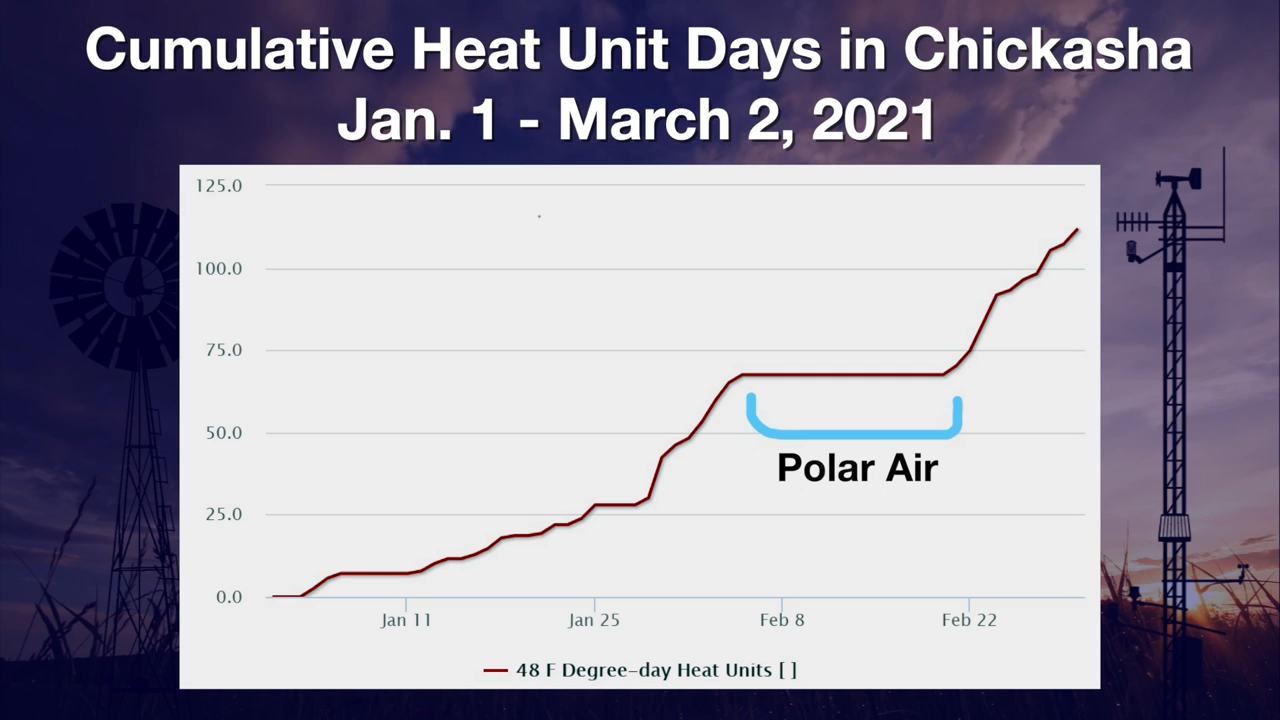 Cumulative Heat Unit Days in Chickasha
Jan. 1 - March 2, 2021
125.0
100.0
75.0
50.0
25.0
0.0
Polar Air
Jan 11 Jan 25 Feb 8 Feb 22
48 F Degree-day Heat Units [ ]